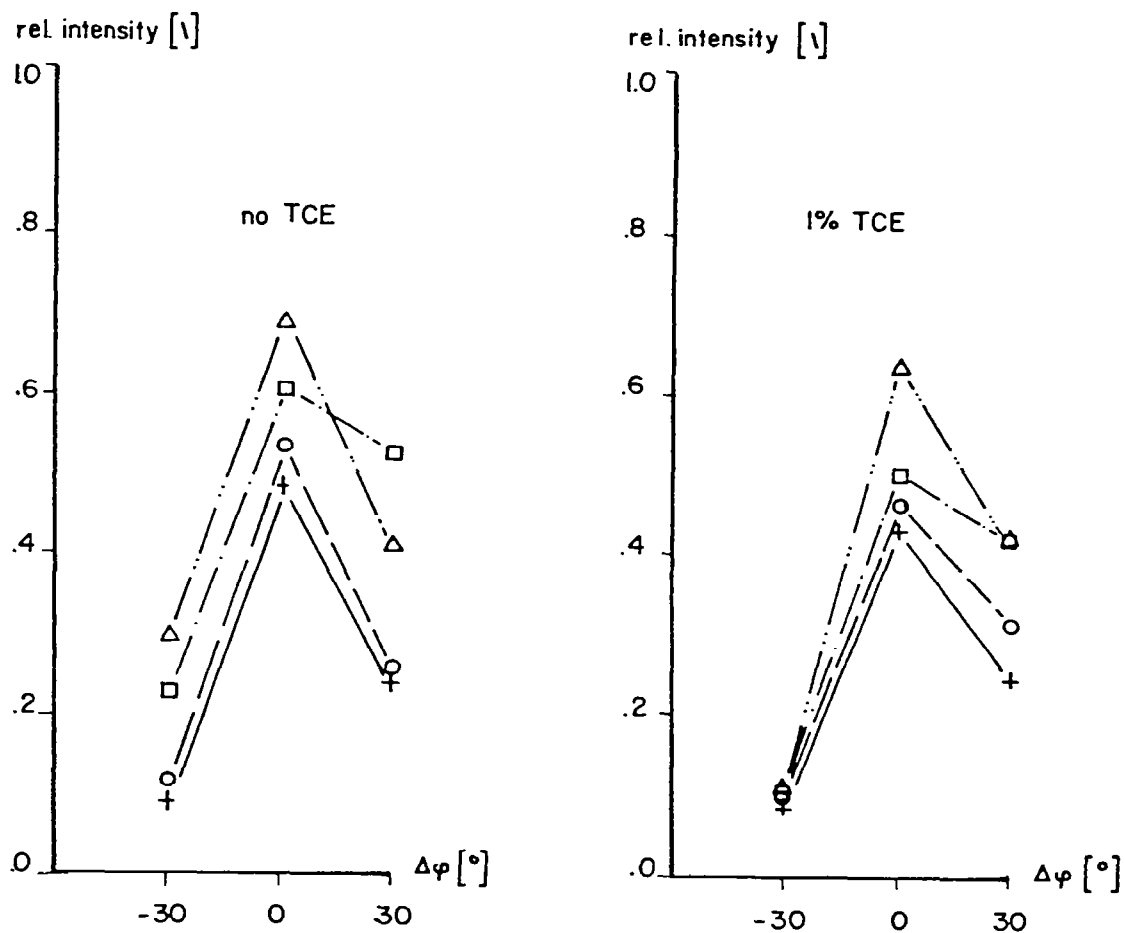 rel. intensity [\]
1.0
.8
.6
.4
.2
.0
no TCE
-30 0 30
Δφ [°]
rel. intensity [\]
1.0
.8
.6
.4
.2
.0
1% TCE
-30 0 30
Δφ [°]